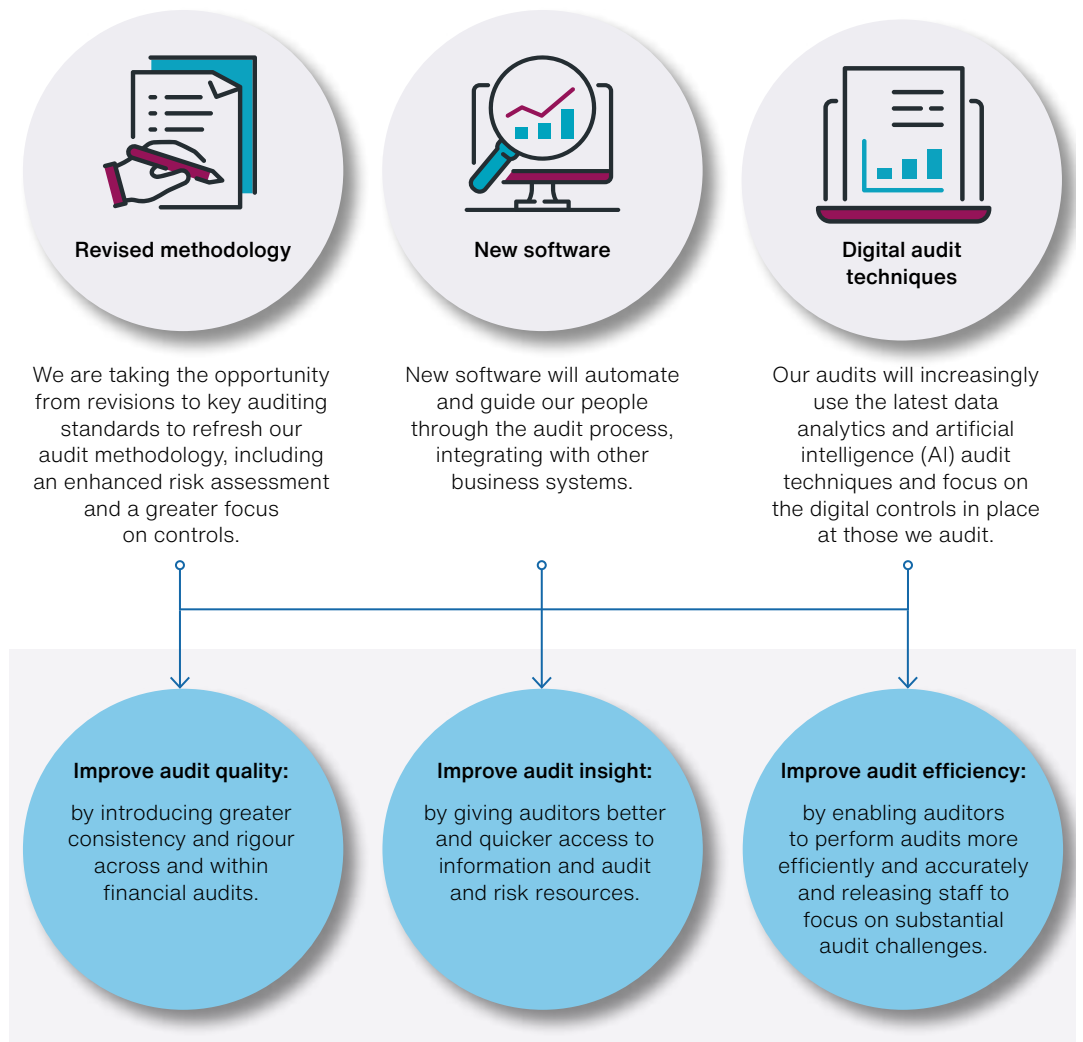 Revised methodology
We are taking the opportunity
from revisions to key auditing
standards to refresh our
audit methodology, including
an enhanced risk assessment
and a greater focus
on controls.
New software
New software will automate
and guide our people
through the audit process,
integrating with other
business systems.
Digital audit
techniques
Our audits will increasingly
use the latest data
analytics and artificial
intelligence (AI) audit
techniques and focus on
the digital controls in place
at those we audit.
Improve audit quality:
by introducing greater
consistency and rigour
across and within
financial audits.
Improve audit insight:
by giving auditors better
and quicker access to
information and audit
and risk resources.
Improve audit efficiency:
by enabling auditors
to perform audits more
efficiently and accurately
and releasing staff to
focus on substantial
audit challenges.